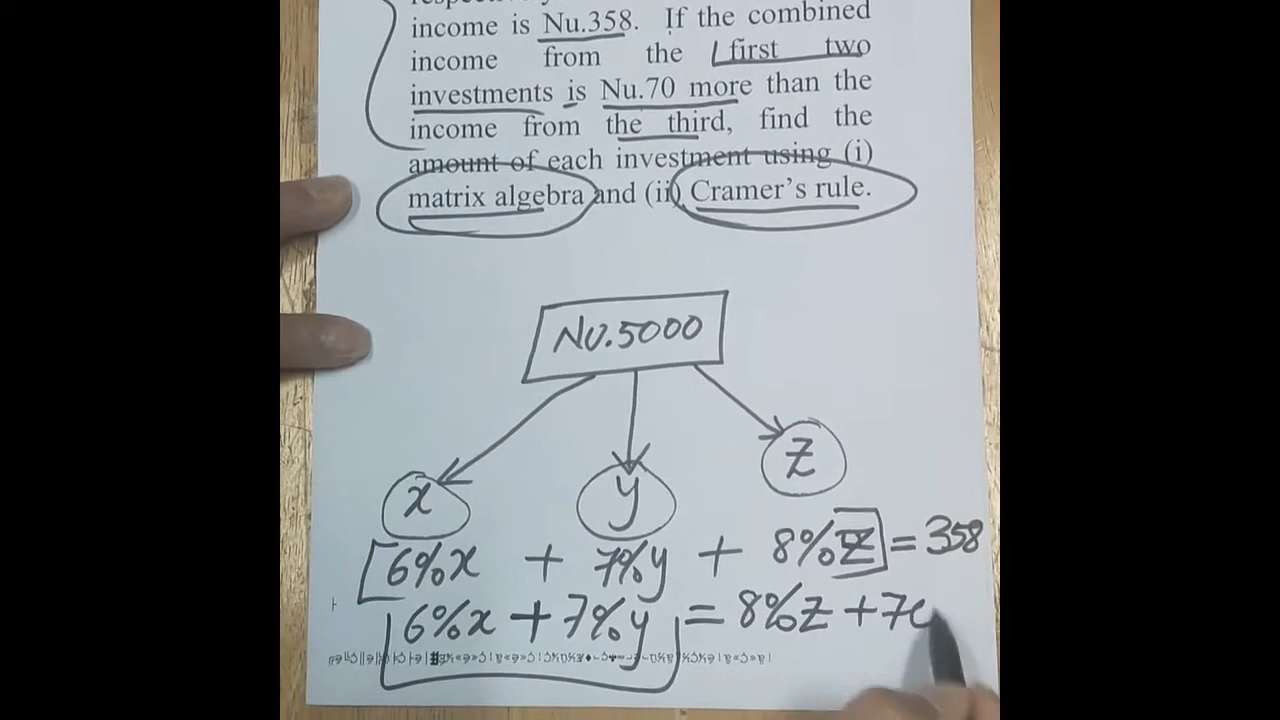 income is Nu.358. If the combined
income from the first two
investments is Nu.70 more than the
income from the third, find the
amount of each investment using (i)
matrix algebra and (ii) Cramer's rule.
Nu.5000
x y z
6%x + 7%y + 8%z = 358
6%x + 7%y = 8%z + 70